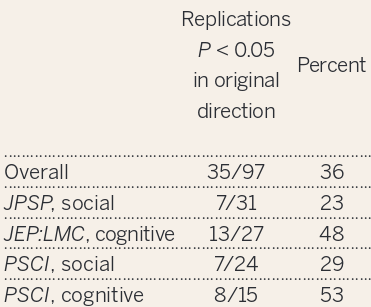 Replications
P < 0.05
in original
direction
Percent
Overall 35/97 36
JPSP, social 7/31 23
JEP:LMC, cognitive 13/27 48
PSCI, social 7/24 29
PSCI, cognitive 8/15 53